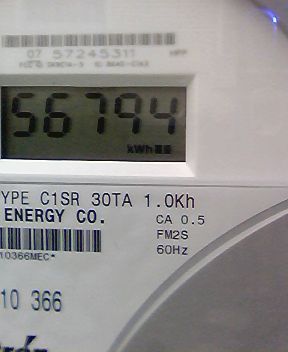 07 57245311
56794
kWh
YPE C1SR 30TA 1.0Kh
ENERGY CO. CA 0.5
FM2S
60Hz
10366MEC*
10 366